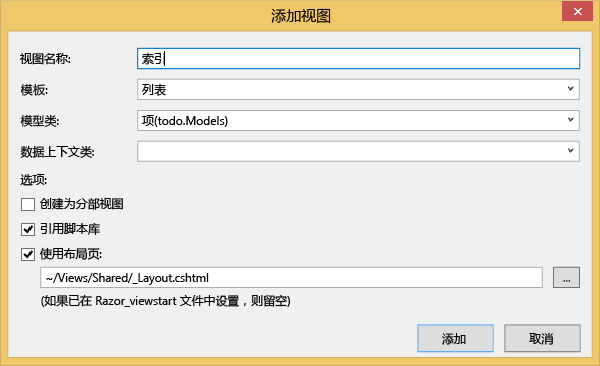 添加视图
视图名称: 索引
模板: 列表
模型类: 项(todo.Models)
数据上下文类:
选项:
创建为分部视图
引用脚本库
使用布局页:
~/Views/Shared/_Layout.cshtml ...
(如果已在 Razor_viewstart 文件中设置，则留空)
添加 取消